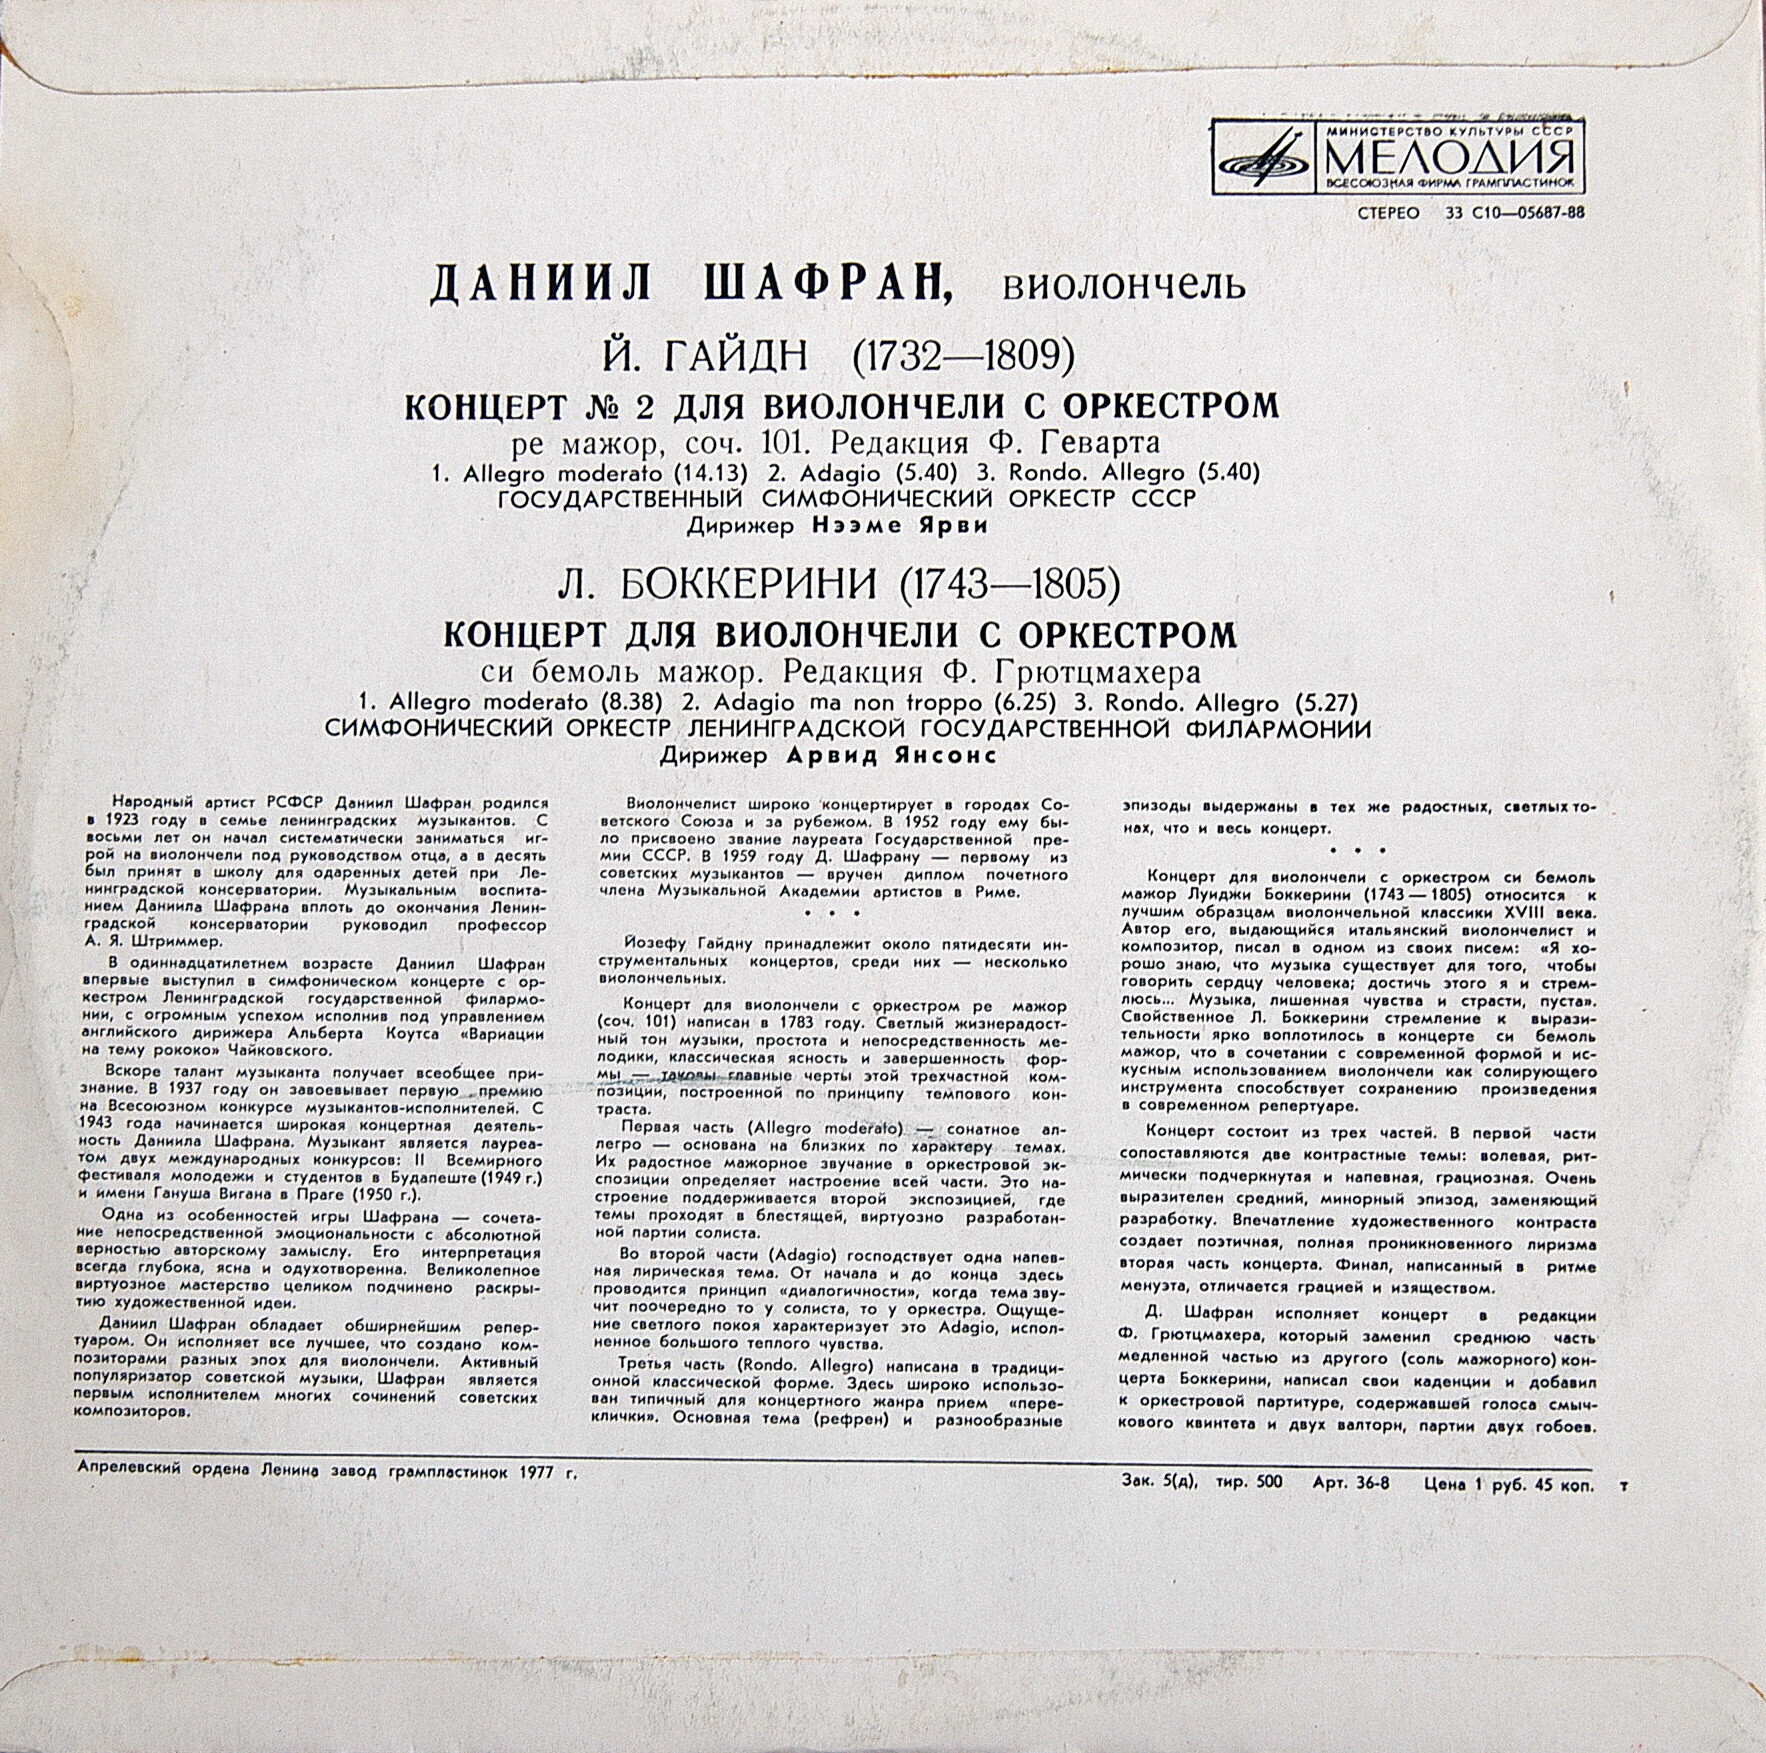 МИНИСТЕРСТВО КУЛЬТУРЫ СССР
МЕЛОДИЯ
ВСЕСОЮЗНАЯ ФИРМА ГРАМПЛАСТИНОК
СТЕРЕО 33 С10—05687-88
ДАНИИЛ ШАФРАН, виолончель
Й. ГАЙДН (1732—1809)
КОНЦЕРТ № 2 ДЛЯ ВИОЛОНЧЕЛИ С ОРКЕСТРОМ
ре мажор, соч. 101. Редакция Ф. Геварта
1. Allegro moderato (14.13) 2. Adagio (5.40) 3. Rondo. Allegro (5.40)
ГОСУДАРСТВЕННЫЙ СИМФОНИЧЕСКИЙ ОРКЕСТР СССР
Дирижер Нээме Ярви
Л. БОККЕРИНИ (1743—1805)
КОНЦЕРТ ДЛЯ ВИОЛОНЧЕЛИ С ОРКЕСТРОМ
си бемоль мажор. Редакция Ф. Грютцмахера
1. Allegro moderato (8.38) 2. Adagio ma non troppo (6.25) 3. Rondo. Allegro (5.27)
СИМФОНИЧЕСКИЙ ОРКЕСТР ЛЕНИНГРАДСКОЙ ГОСУДАРСТВЕННОЙ ФИЛАРМОНИИ
Дирижер Арвид Янсонс
Народный артист РСФСР Даниил Шафран родился
в 1923 году в семье ленинградских музыкантов. С
восьми лет он начал систематически заниматься иг-
рой на виолончели под руководством отца, а в десять
был принят в школу для одаренных детей при Ле-
нинградской консерватории. Музыкальным воспита-
нием Даниила Шафрана вплоть до окончания Ленин-
градской консерватории руководил профессор
А. Я. Штриммер.
В одиннадцатилетнем возрасте Даниил Шафран
впервые выступил в симфоническом концерте с ор-
кестром Ленинградской государственной филармо-
нии, с огромным успехом исполнив под управлением
английского дирижера Альберта Коутса «Вариации
на тему рококо» Чайковского.
Вскоре талант музыканта получает всеобщее при-
знание. В 1937 году он завоевывает первую премию
на Всесоюзном конкурсе музыкантов-исполнителей. С
1943 года начинается широкая концертная деятель-
ность Даниила Шафрана. Музыкант является лауреа-
том двух международных конкурсов: II Всемирного
фестиваля молодежи и студентов в Будапеште (1949 г.)
и имени Гануша Вигана в Праге (1950 г.).
Одна из особенностей игры Шафрана — сочета-
ние непосредственной эмоциональности с абсолютной
верностью авторскому замыслу. Его интерпретация
всегда глубока, ясна и одухотворенна. Великолепное
виртуозное мастерство целиком подчинено раскры-
тию художественной идеи.
Даниил Шафран обладает обширнейшим репер-
туаром. Он исполняет все лучшее, что создано ком-
позиторами разных эпох для виолончели. Активный
популяризатор советской музыки, Шафран является
первым исполнителем многих сочинений советских
композиторов.
Виолончелист широко концертирует в городах Со-
ветского Союза и за рубежом. В 1952 году ему бы-
ло присвоено звание лауреата Государственной пре-
мии СССР. В 1959 году Д. Шафрану — первому из
советских музыкантов — вручен диплом почетного
члена Музыкальной Академии артистов в Риме.
• • •
Йозефу Гайдну принадлежит около пятидесяти ин-
струментальных концертов, среди них — несколько
виолончельных.
Концерт для виолончели с оркестром ре мажор
(соч. 101) написан в 1783 году. Светлый жизнерадост-
ный тон музыки, простота и непосредственность ме-
лодики, классическая ясность и завершенность фор-
мы — таковы главные черты этой трехчастной ком-
позиции, построенной по принципу темпового кон-
траста.
Первая часть (Allegro moderato) — сонатное ал-
легро — основана на близких по характеру темах.
Их радостное мажорное звучание в оркестровой эк-
спозиции определяет настроение всей части. Это на-
строение поддерживается второй экспозицией, где
темы проходят в блестящей, виртуозно разработан-
ной партии солиста.
Во второй части (Adagio) господствует одна напев-
ная лирическая тема. От начала и до конца здесь
проводится принцип «диалогичности», когда тема зву-
чит поочередно то у солиста, то у оркестра. Ощуще-
ние светлого покоя характеризует это Adagio, испол-
ненное большого теплого чувства.
Третья часть (Rondo. Allegro) написана в традици-
онной классической форме. Здесь широко использо-
ван типичный для концертного жанра прием «пере-
клички». Основная тема (рефрен) и разнообразные
эпизоды выдержаны в тех же радостных, светлых то-
нах, что и весь концерт.
• • •
Концерт для виолончели с оркестром си бемоль
мажор Луиджи Боккерини (1743—1805) относится к
лучшим образцам виолончельной классики XVIII века.
Автор его, выдающийся итальянский виолончелист и
композитор, писал в одном из своих писем: «Я хо-
рошо знаю, что музыка существует для того, чтобы
говорить сердцу человека; достичь этого я и стрем-
люсь... Музыка, лишенная чувства и страсти, пуста».
Свойственное Л. Боккерини стремление к вырази-
тельности ярко воплотилось в концерте си бемоль
мажор, что в сочетании с современной формой и ис-
кусным использованием виолончели как солирующего
инструмента способствует сохранению произведения
в современном репертуаре.
Концерт состоит из трех частей. В первой части
сопоставляются две контрастные темы: волевая, рит-
мически подчеркнутая и напевная, грациозная. Очень
выразителен средний, минорный эпизод, заменяющий
разработку. Впечатление художественного контраста
создает поэтичная, полная проникновенного лиризма
вторая часть концерта. Финал, написанный в ритме
менуэта, отличается грацией и изяществом.
Д. Шафран исполняет концерт в редакции
Ф. Грютцмахера, который заменил среднюю часть
медленной частью из другого (соль мажорного) кон-
церта Боккерини, написал свои каденции и добавил
к оркестровой партитуре, содержавшей голоса смыч-
кового квинтета и двух валторн, партии двух гобоев.
Апрелевский ордена Ленина завод грампластинок 1977 г.
Зак. 5(д), тир. 500 Арт. 36-8 Цена 1 руб. 45 коп. т